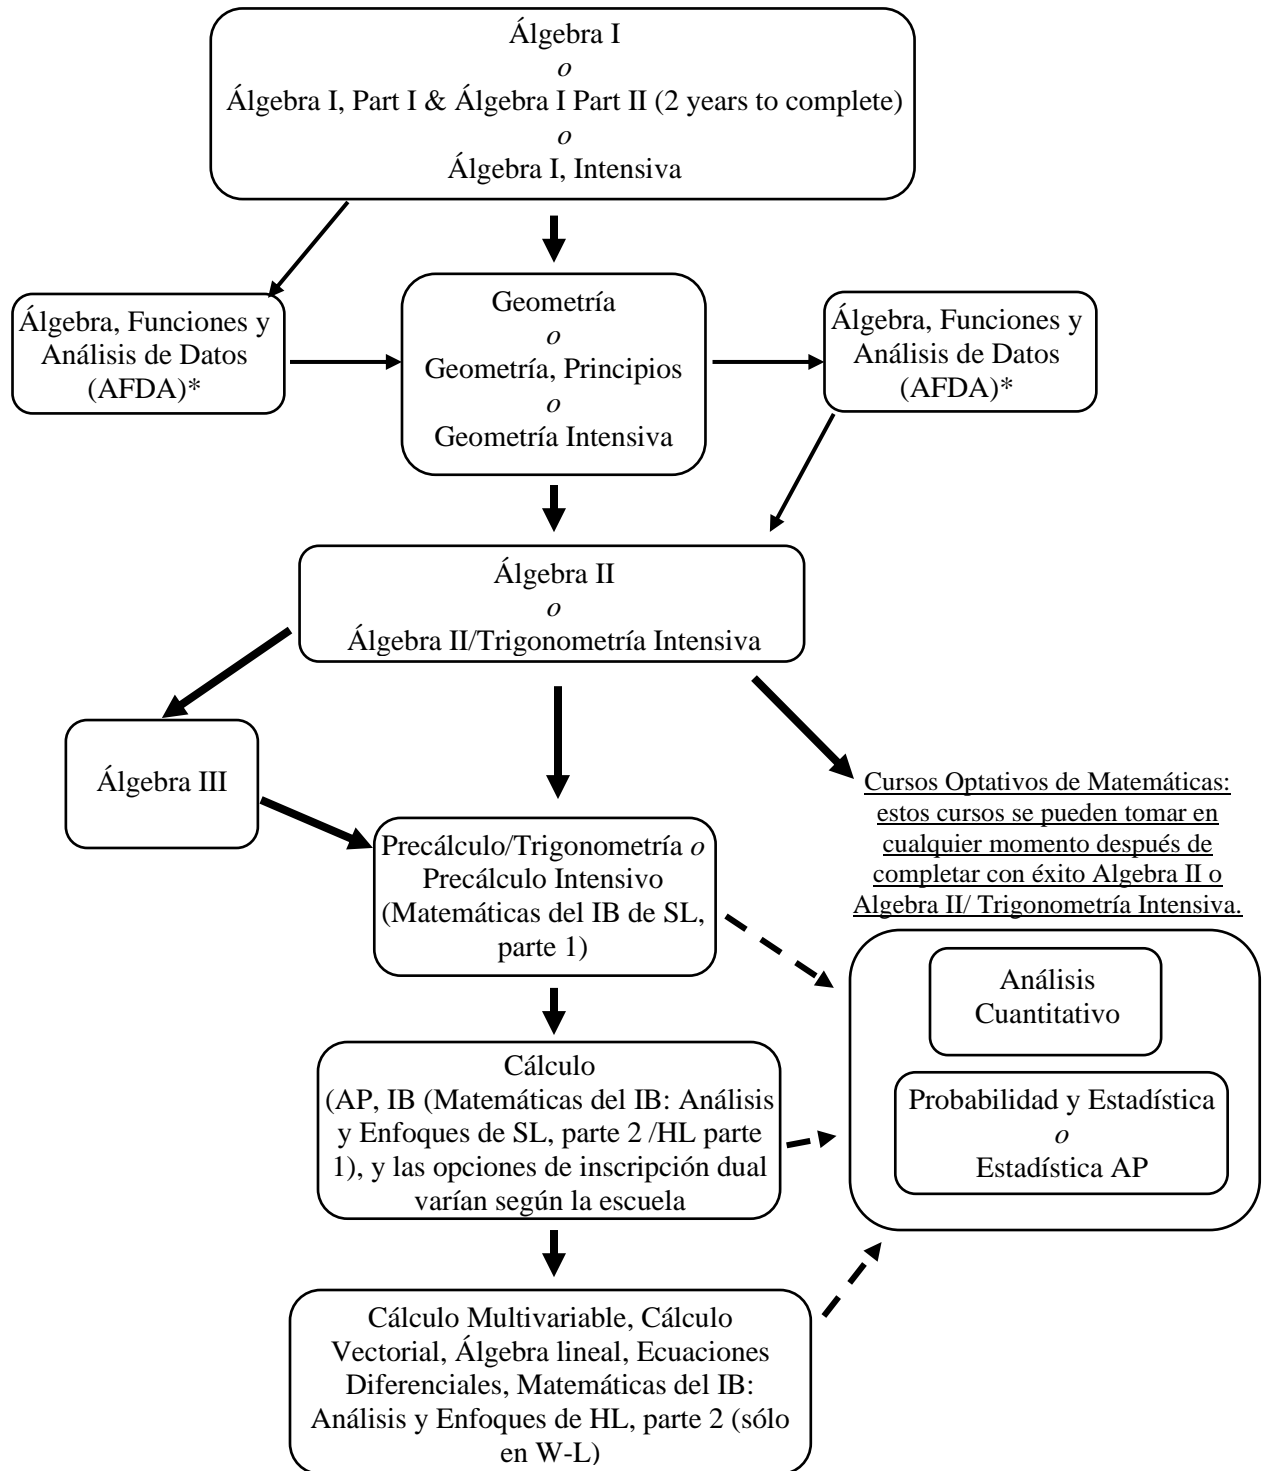 Álgebra I
o
Álgebra I, Part I & Álgebra I Part II (2 years to complete)
o
Álgebra I, Intensiva
Álgebra, Funciones y
Análisis de Datos
(AFDA)*
Geometría
o
Geometría, Principios
o
Geometría Intensiva
Álgebra, Funciones y
Análisis de Datos
(AFDA)*
Álgebra II
o
Álgebra II/Trigonometría Intensiva
Álgebra III
Cursos Optativos de Matemáticas:
estos cursos se pueden tomar en
cualquier momento después de
completar con éxito Algebra II o
Algebra II/ Trigonometría Intensiva.
Precálculo/Trigonometría o
Precálculo Intensivo
(Matemáticas del IB de SL,
parte 1)
Análisis
Cuantitativo
Probabilidad y Estadística
o
Estadística AP
Cálculo
(AP, IB (Matemáticas del IB: Análisis
y Enfoques de SL, parte 2 /HL parte
1), y las opciones de inscripción dual
varían según la escuela
Cálculo Multivariable, Cálculo
Vectorial, Álgebra lineal, Ecuaciones
Diferenciales, Matemáticas del IB:
Análisis y Enfoques de HL, parte 2 (sólo
en W-L)